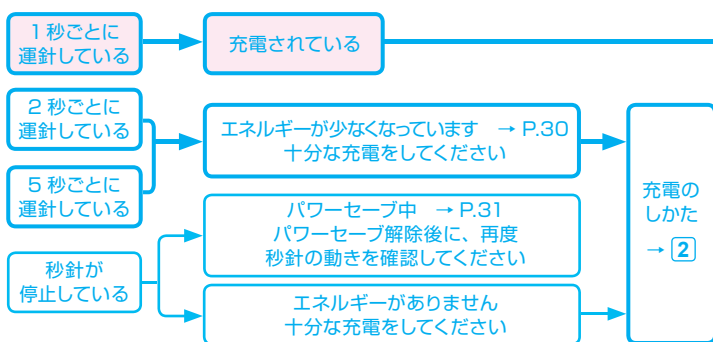 1 秒ごとに
運針している
充電されている
2 秒ごとに
運針している
5 秒ごとに
運針している
エネルギーが少なくなっています → P.30
十分な充電をしてください
秒針が
停止している
パワーセーブ中 → P.31
パワーセーブ解除後に、再度
秒針の動きを確認してください
エネルギーがありません
十分な充電をしてください
充電の
しかた
→ 2